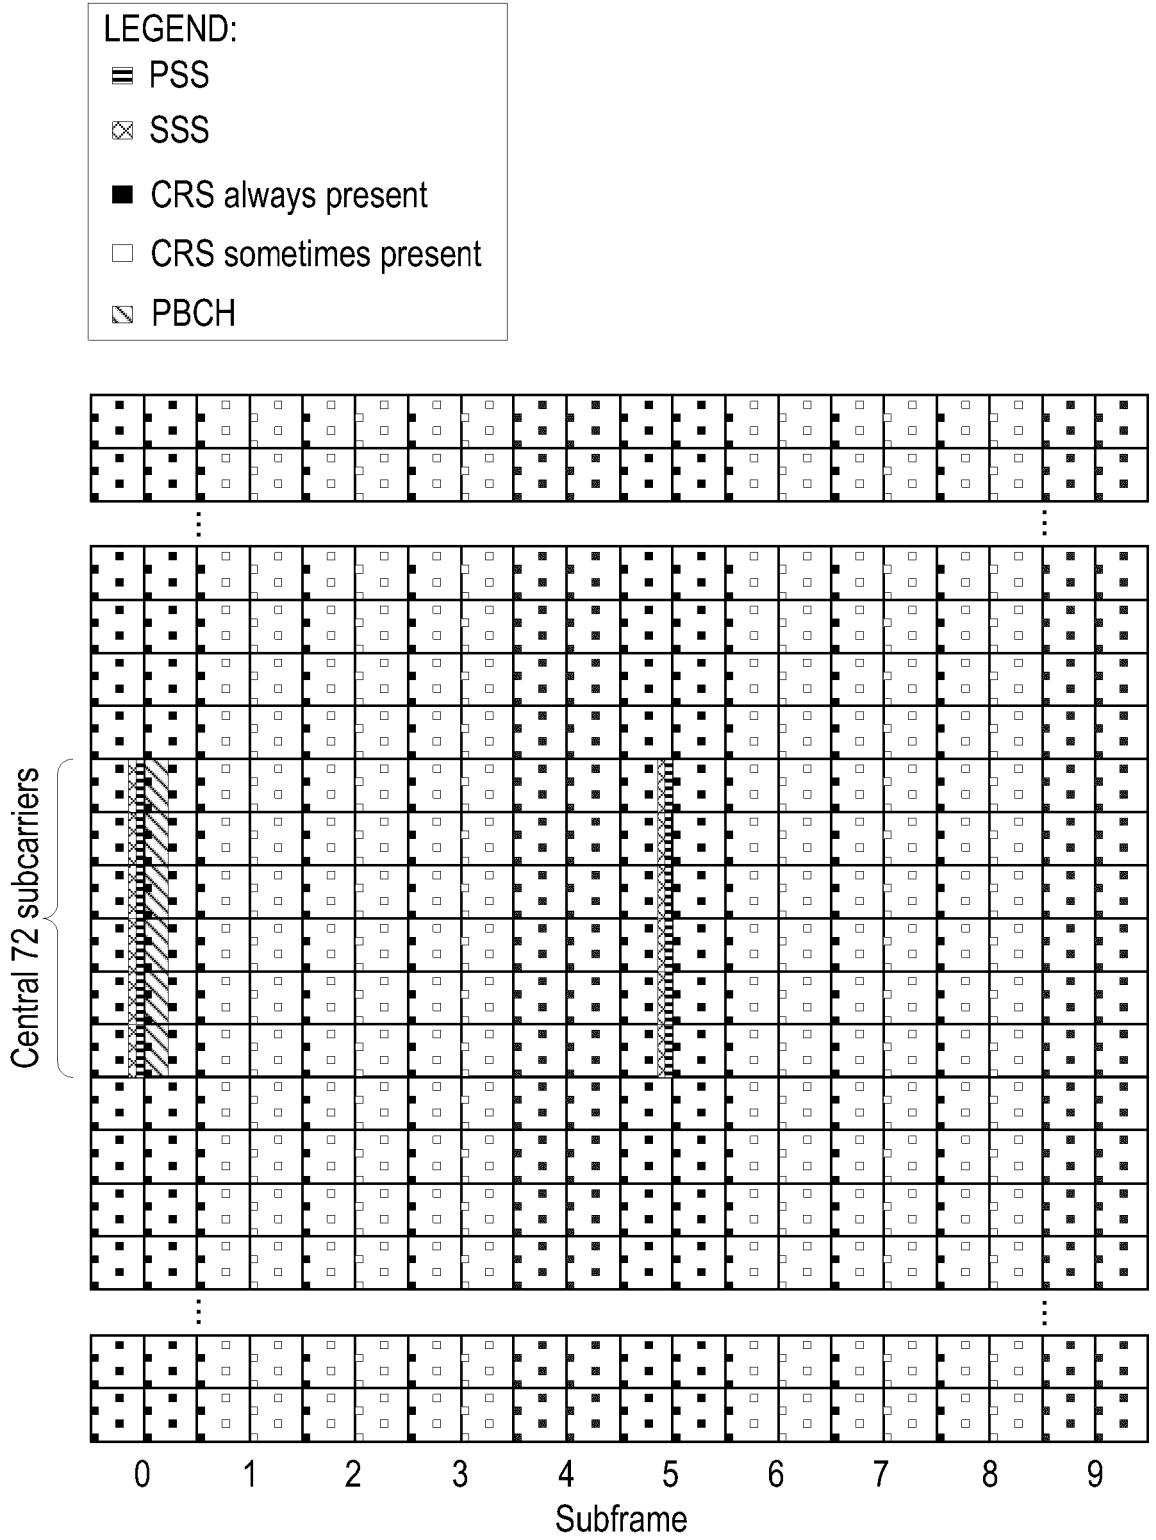 LEGEND:
PSS
SSS
CRS always present
CRS sometimes present
PBCH
Central 72 subcarriers
0 1 2 3 4 5 6 7 8 9
Subframe